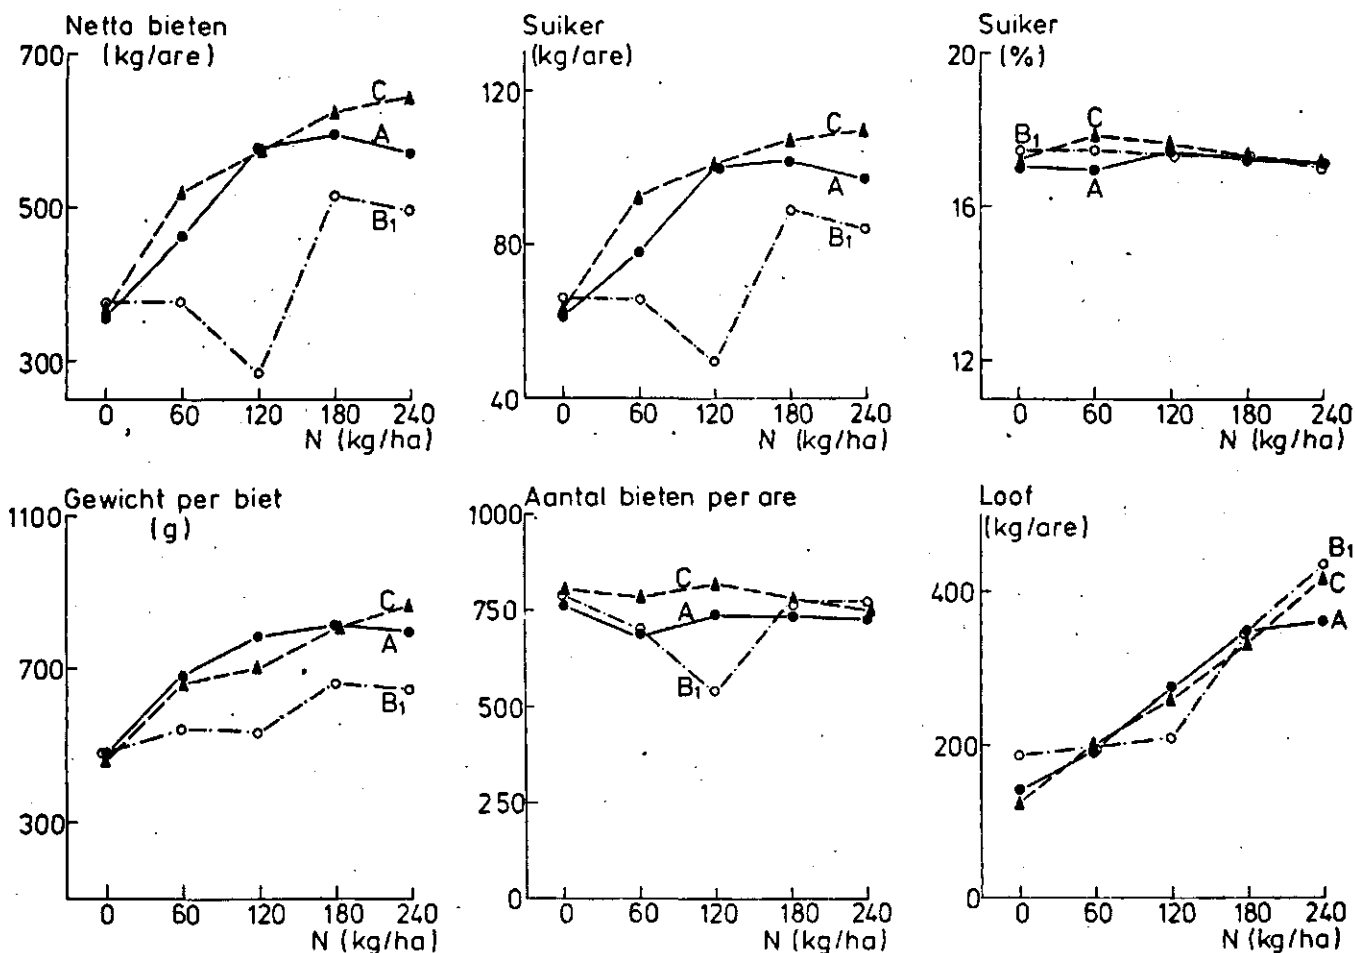 Netto bieten
(kg/are)
700
500
300
C
A
B1
0 60 120 180 240
N (kg/ha)
Suiker
(kg/are)
120
80
40
C
A
B1
0 60 120 180 240
N (kg/ha)
Suiker
(%)
20
16
12
B1
C
A
0 60 120 180 240
N (kg/ha)
Gewicht per biet
(g)
1100
700
300
C
A
B1
0 60 120 180 240
N (kg/ha)
Aantal bieten per are
1000
750
500
250
0
C
A
B1
0 60 120 180 240
N (kg/ha)
Loof
(kg/are)
400
200
0
B1
C
A
0 60 120 180 240
N (kg/ha)